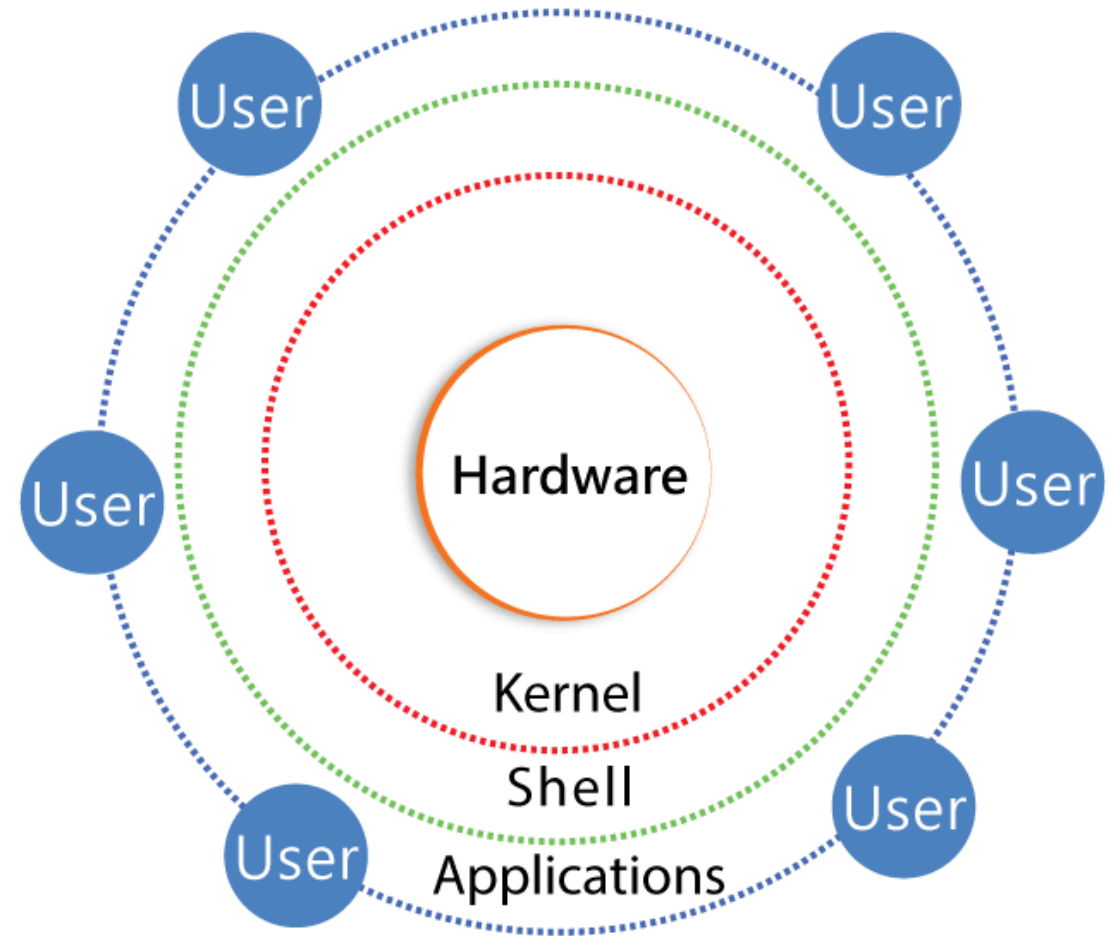 User
User
Hardware
User
User
Kernel
Shell
User
User
Applications